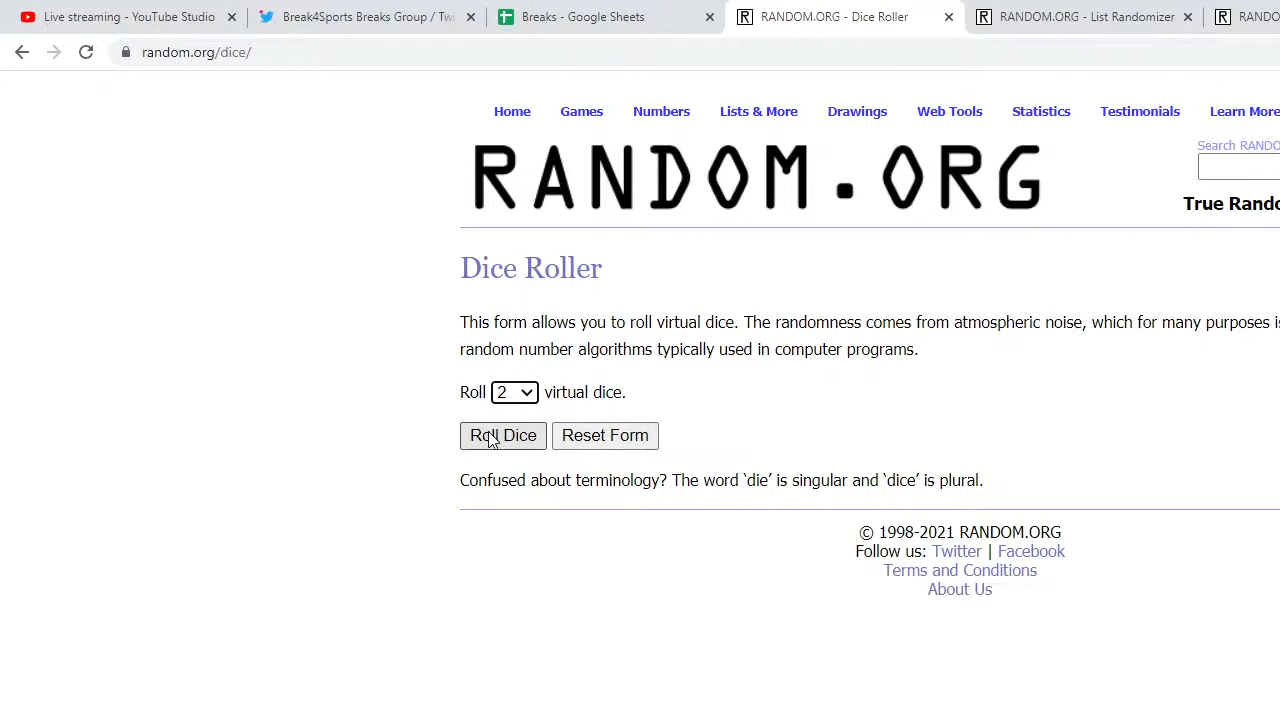 Live streaming - YouTube Studio
Break4Sports Breaks Group / Twi
Breaks - Google Sheets
RANDOM.ORG - Dice Roller
RANDOM.ORG - List Randomizer
RANDO
random.org/dice/
Home Games Numbers Lists & More Drawings Web Tools Statistics Testimonials Learn More
RANDOM.ORG
Search RANDO
True Rando
Dice Roller
This form allows you to roll virtual dice. The randomness comes from atmospheric noise, which for many purposes is
random number algorithms typically used in computer programs.
Roll 2 virtual dice.
Roll Dice Reset Form
Confused about terminology? The word ‘die’ is singular and ‘dice’ is plural.
© 1998-2021 RANDOM.ORG
Follow us: Twitter | Facebook
Terms and Conditions
About Us